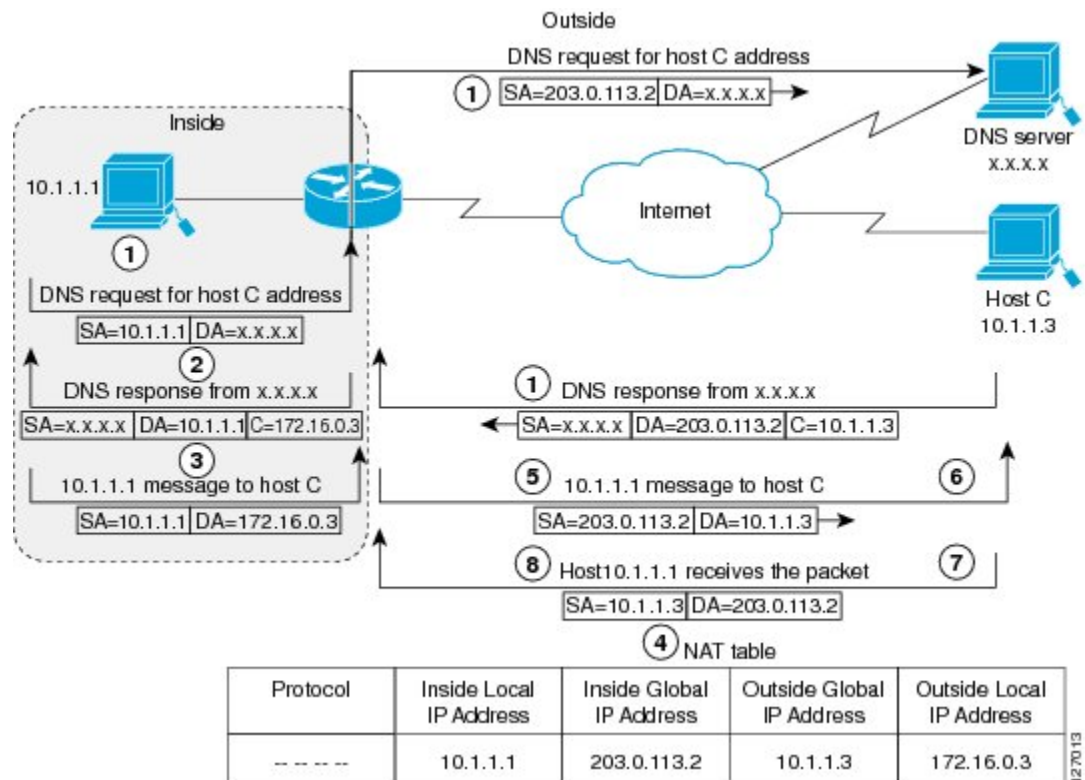 Outside
DNS request for host C address
1 SA=203.0.113.2 DA=x.x.x.x
Inside
DNS server
x.x.x.x
10.1.1.1
Internet
1
DNS request for host C address
SA=10.1.1.1 DA=x.x.x.x
Host C
10.1.1.3
2
DNS response from x.x.x.x
SA=x.x.x.x DA=10.1.1.1 C=172.16.0.3
1 DNS response from x.x.x.x
SA=x.x.x.x DA=203.0.113.2 C=10.1.1.3
3
10.1.1.1 message to host C
SA=10.1.1.1 DA=172.16.0.3
5 10.1.1.1 message to host C 6
SA=203.0.113.2 DA=10.1.1.3
8 Host10.1.1.1 receives the packet 7
SA=10.1.1.3 DA=203.0.113.2
4 NAT table
Protocol Inside Local IP Address Inside Global IP Address Outside Global IP Address Outside Local IP Address
-- -- -- -- 10.1.1.1 203.0.113.2 10.1.1.3 172.16.0.3